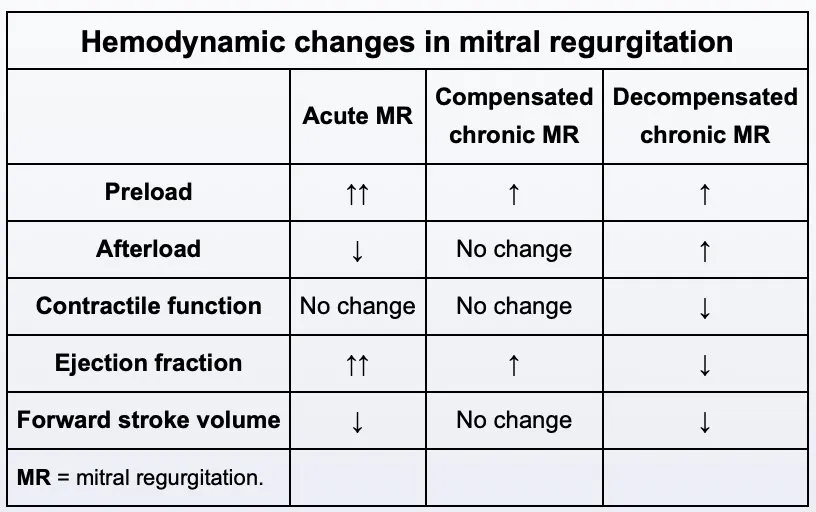 Hemodynamic changes in mitral regurgitation
Acute MR
Compensated
chronic MR
Decompensated
chronic MR
Preload ↑↑ ↑ ↑
Afterload ↓ No change ↑
Contractile function No change No change ↓
Ejection fraction ↑↑ ↑ ↓
Forward stroke volume ↓ No change ↓
MR = mitral regurgitation.